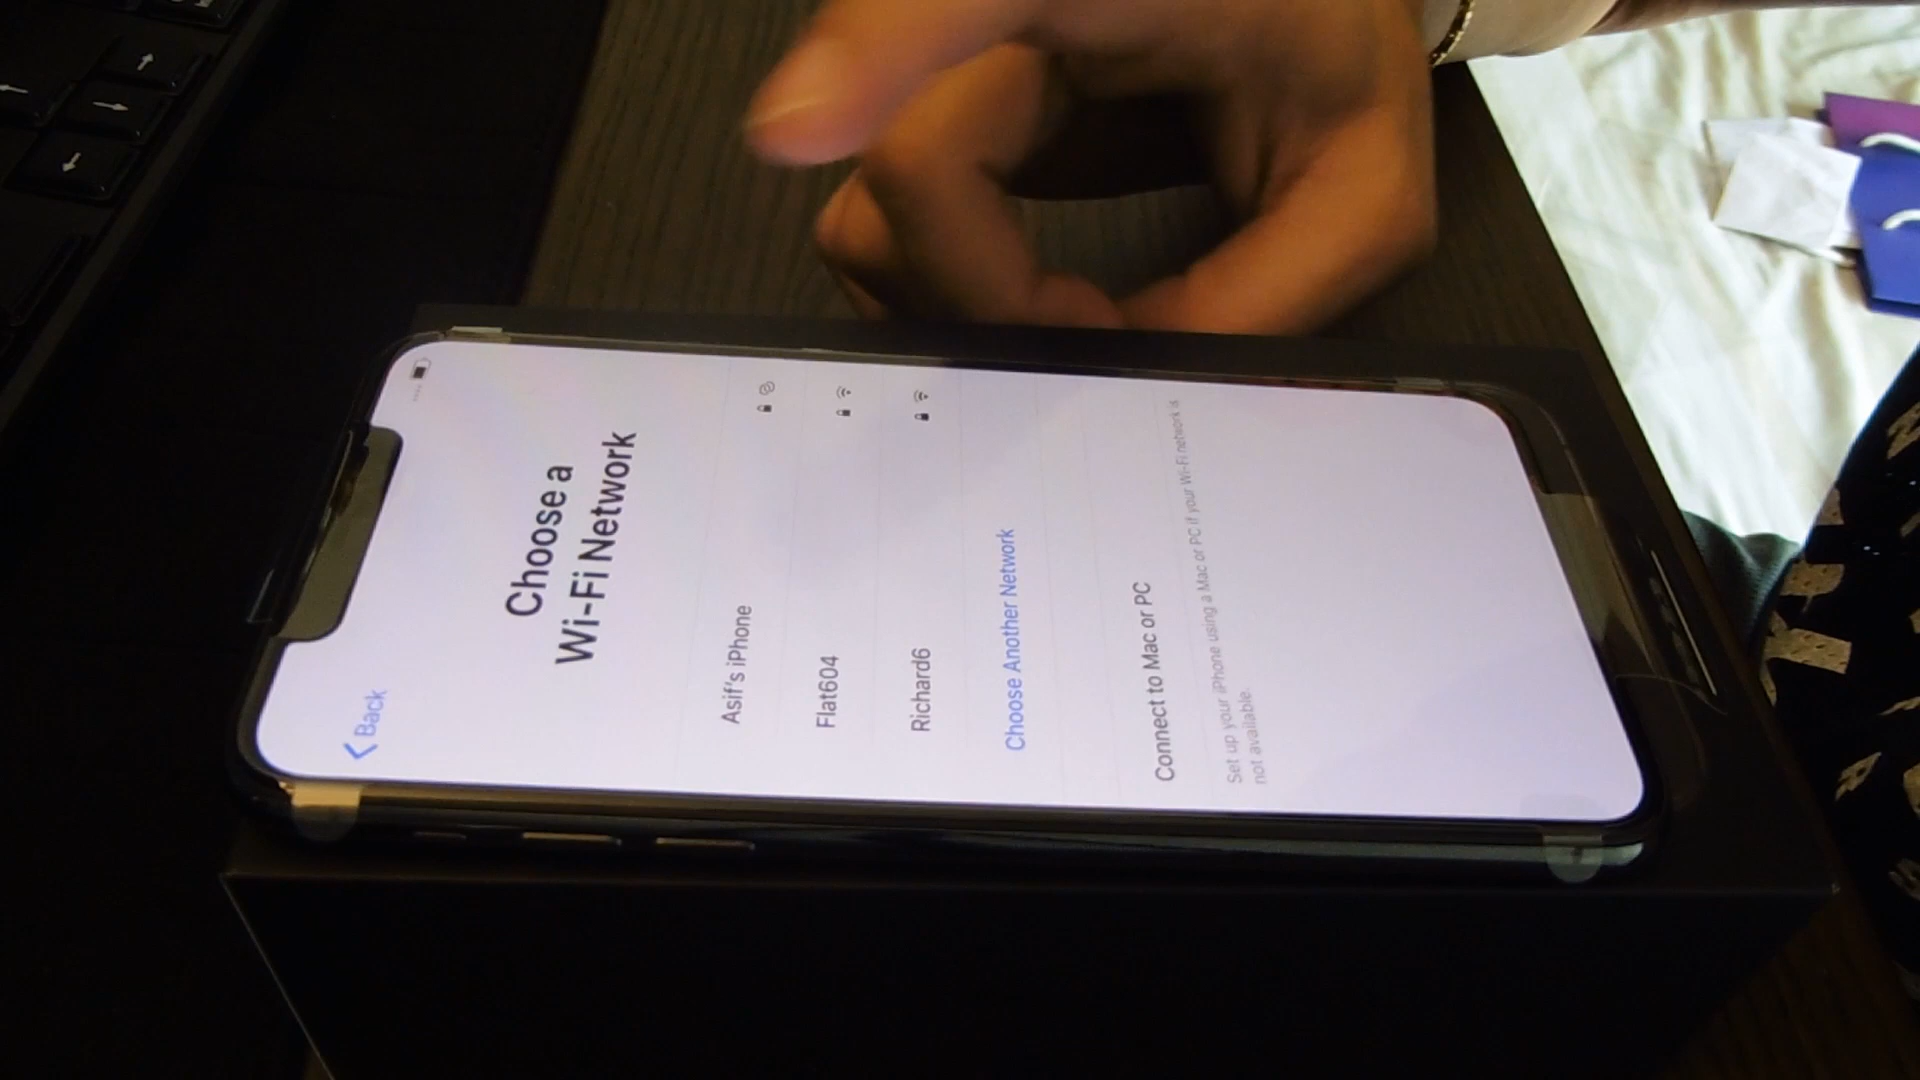 Back
Choose a
Wi-Fi Network
Asif's iPhone
Flat604
Richard6
Choose Another Network
Connect to Mac or PC
Set up your iPhone using a Mac or PC if your Wi-Fi network is
not available.